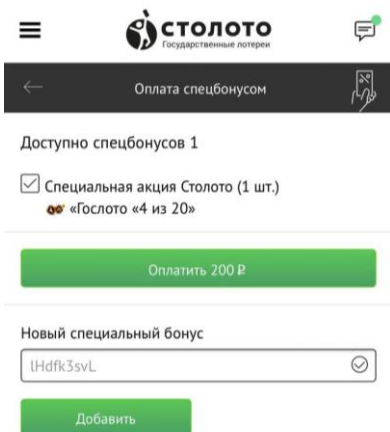 СТОЛОТО
Государственные лотереи
Оплата спецбонусом
Доступно спецбонусов 1
Специальная акция Столото (1 шт.)
«Гослото «4 из 20»
Оплатить 200 ₽
Новый специальный бонус
lHdfk3svL
Добавить